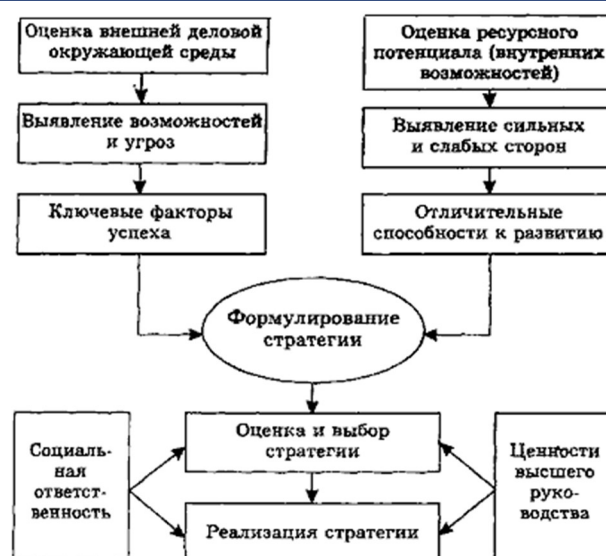 Оценка внешней деловой
окружающей среды
Оценка ресурсного
потенциала (внутренних
возможностей)
Выявление возможностей
и угроз
Выявление сильных
и слабых сторон
Ключевые факторы
успеха
Отличительные
способности к развитию
Формулирование
стратегии
Социаль-
ная
ответст-
венность
Оценка и выбор
стратегии
Ценности
высшего
руко-
водства
Реализация стратегии